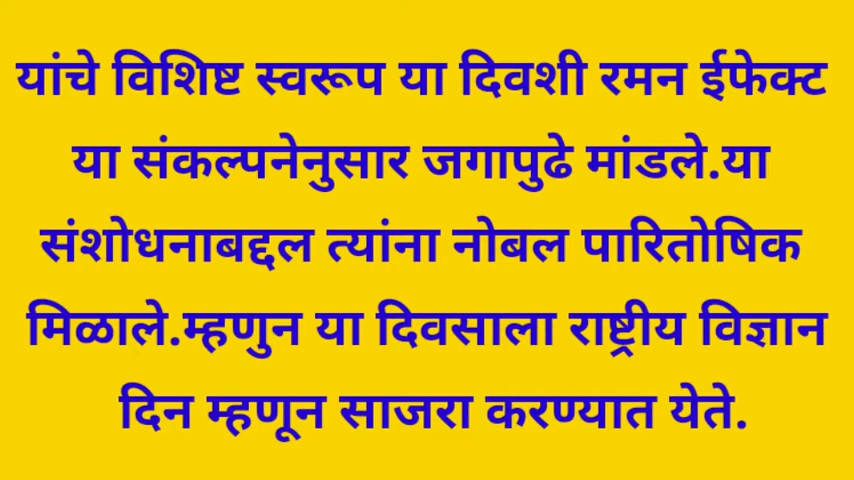 यांचे विशिष्ट स्वरूप या दिवशी रमन ईफेक्ट
या संकल्पनेनुसार जगापुढे मांडले.या
संशोधनाबद्दल त्यांना नोबल पारितोषिक
मिळाले.म्हणुन या दिवसाला राष्ट्रीय विज्ञान
दिन म्हणून साजरा करण्यात येते.